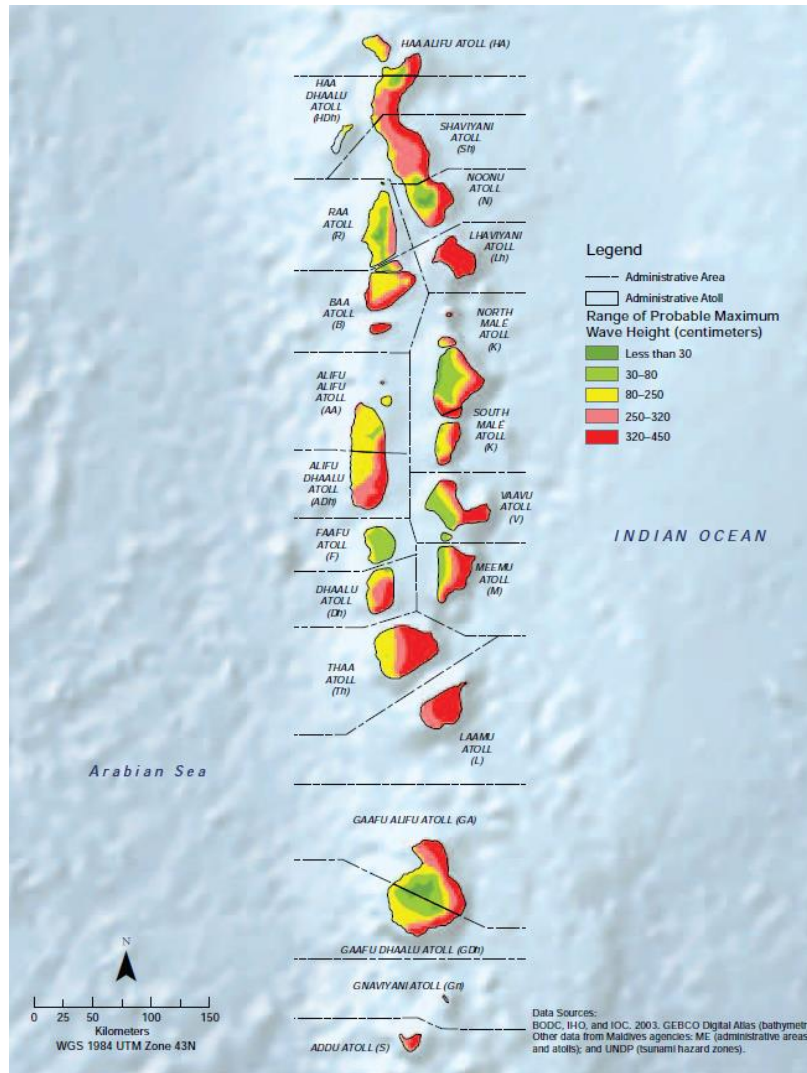 HAA ALIFU ATOLL (HA)
HAA
DHAALU
ATOLL
(HDh)
SHAVIYANI
ATOLL
(Sh)
NOONU
ATOLL
(N)
RAA
ATOLL
(R)
LHAVIYANI
ATOLL
(Lh)
BAA
ATOLL
(B)
NORTH
MALÉ
ATOLL
(K)
ALIFU
ALIFU
ATOLL
(AA)
SOUTH
MALÉ
ATOLL
(K)
ALIFU
DHAALU
ATOLL
(ADh)
VAAVU
ATOLL
(V)
FAAFU
ATOLL
(F)
MEEMU
ATOLL
(M)
DHAALU
ATOLL
(Dh)
THAA
ATOLL
(Th)
LAAMU
ATOLL
(L)
GAAFU ALIFU ATOLL (GA)
GAAFU DHAALU ATOLL (GDh)
GNAVIYANI ATOLL (Gn)
ADDU ATOLL (S)
Legend
Administrative Area
Administrative Atoll
Range of Probable Maximum
Wave Height (centimeters)
Less than 30
30–80
80–250
250–320
320–450
INDIAN OCEAN
Arabian Sea
N
0 25 50 100 150
Kilometers
WGS 1984 UTM Zone 43N
Data Sources:
BODC, IHO, and IOC. 2003. GEBCO Digital Atlas (bathymetr
Other data from Maldives agencies: ME (administrative areas
and atolls); and UNDP (tsunami hazard zones).